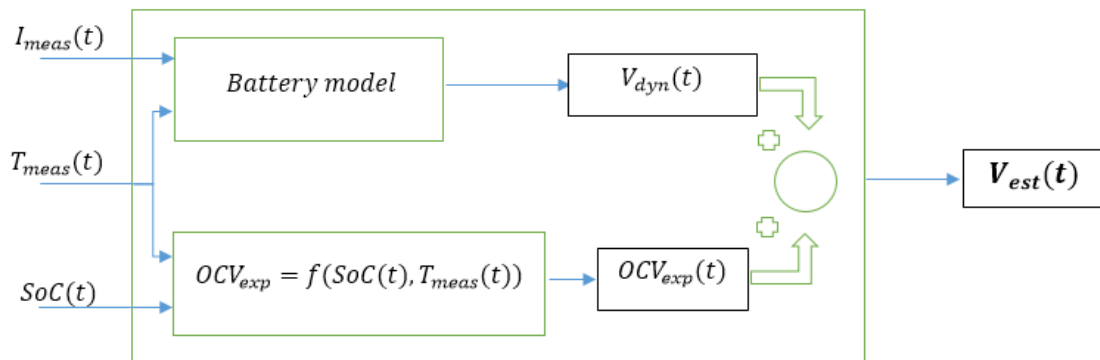 I_meas(t)
Battery model
V_dyn(t)
T_meas(t)
V_est(t)
OCV_exp = f(SoC(t), T_meas(t))
OCV_exp(t)
SoC(t)